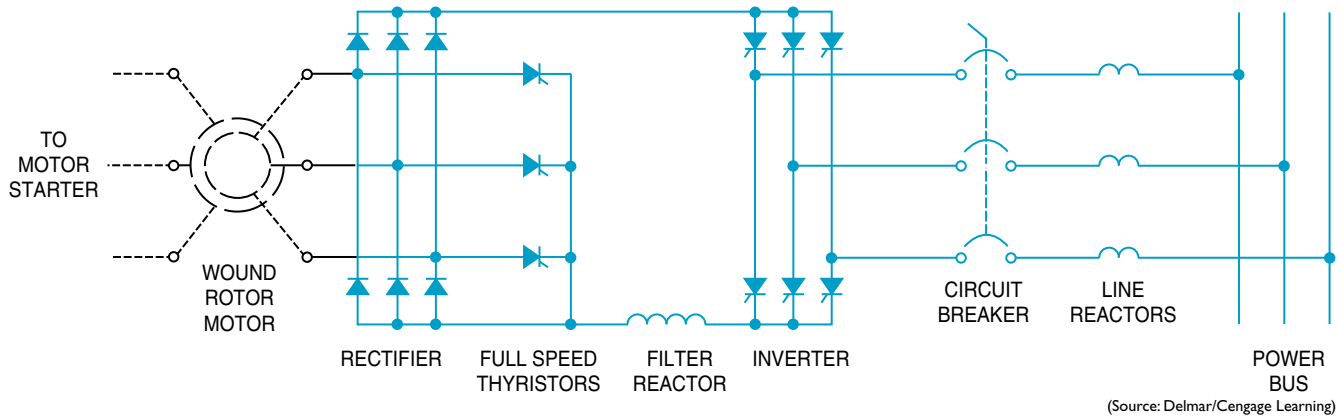 TO
MOTOR
STARTER
WOUND
ROTOR
MOTOR
RECTIFIER
FULL SPEED
THYRISTORS
FILTER
REACTOR
INVERTER
CIRCUIT
BREAKER
LINE
REACTORS
POWER
BUS
(Source: Delmar/Cengage Learning)